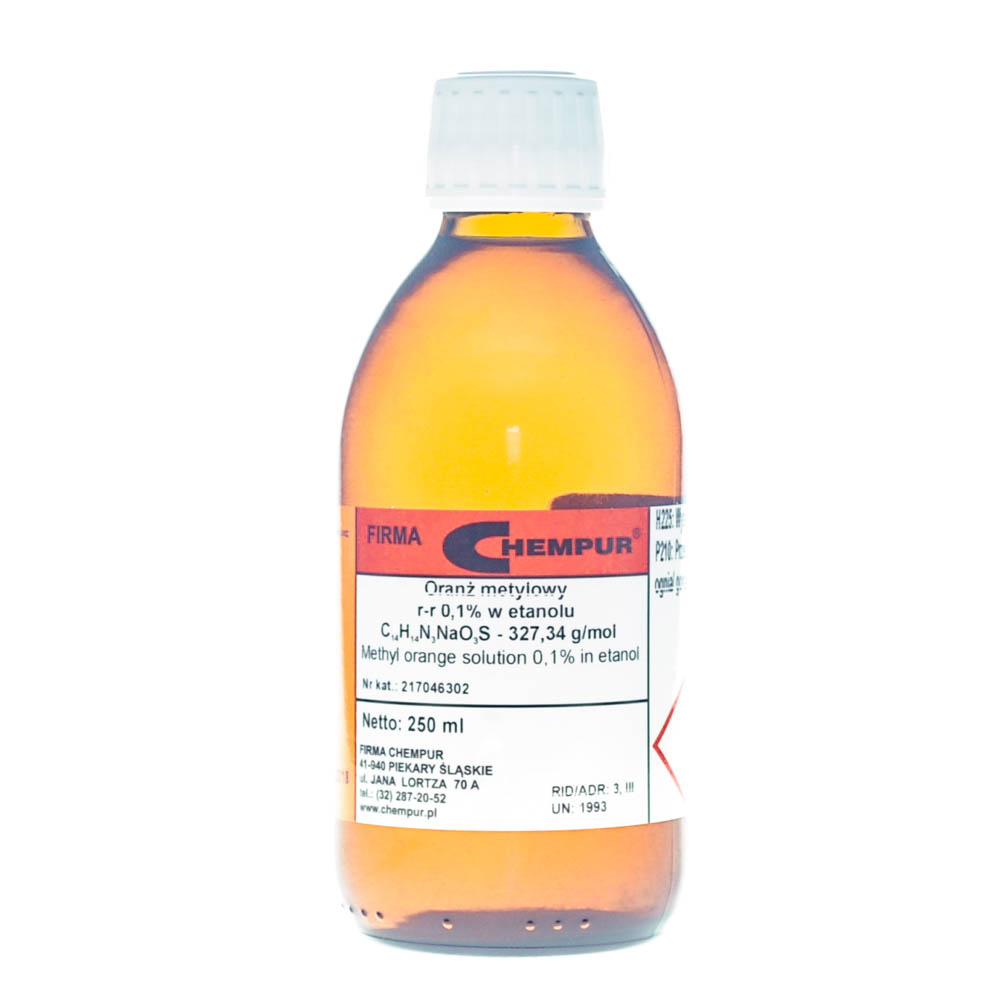 FIRMA CHEMPUR®
Oranż metylowy
r-r 0,1% w etanolu
C₁₄H₁₄N₃NaO₃S - 327,34 g/mol
Methyl orange solution 0,1% in etanol
Nr kat.: 217046302
Netto: 250 ml
FIRMA CHEMPUR
41-940 PIEKARY ŚLĄSKIE
ul. JANA LORTZA 70 A
tel.: (32) 287-20-52
www.chempur.pl
RID/ADR: 3, III
UN: 1993
H225:
P210: